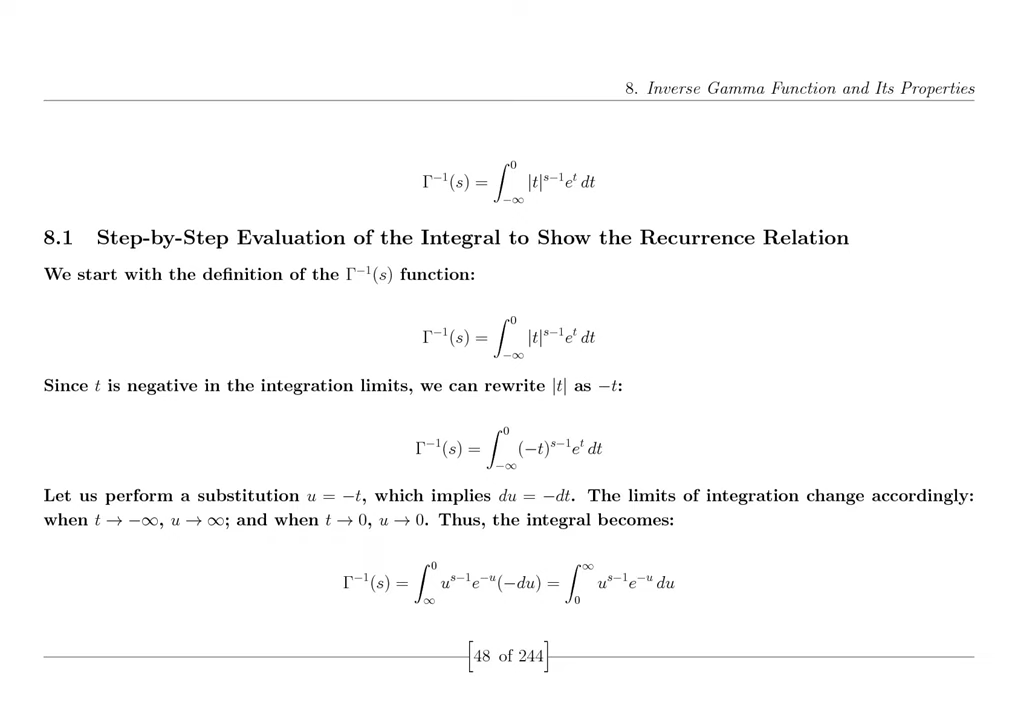 8. Inverse Gamma Function and Its Properties
Γ⁻¹(s) = ∫_{−∞}^{0} |t|^{s−1} e^t dt
8.1 Step-by-Step Evaluation of the Integral to Show the Recurrence Relation
We start with the definition of the Γ⁻¹(s) function:
Γ⁻¹(s) = ∫_{−∞}^{0} |t|^{s−1} e^t dt
Since t is negative in the integration limits, we can rewrite |t| as −t:
Γ⁻¹(s) = ∫_{−∞}^{0} (−t)^{s−1} e^t dt
Let us perform a substitution u = −t, which implies du = −dt. The limits of integration change accordingly:
when t → −∞, u → ∞; and when t → 0, u → 0. Thus, the integral becomes:
Γ⁻¹(s) = ∫_{∞}^{0} u^{s−1} e^{−u} (−du) = ∫_{0}^{∞} u^{s−1} e^{−u} du
[48 of 244]